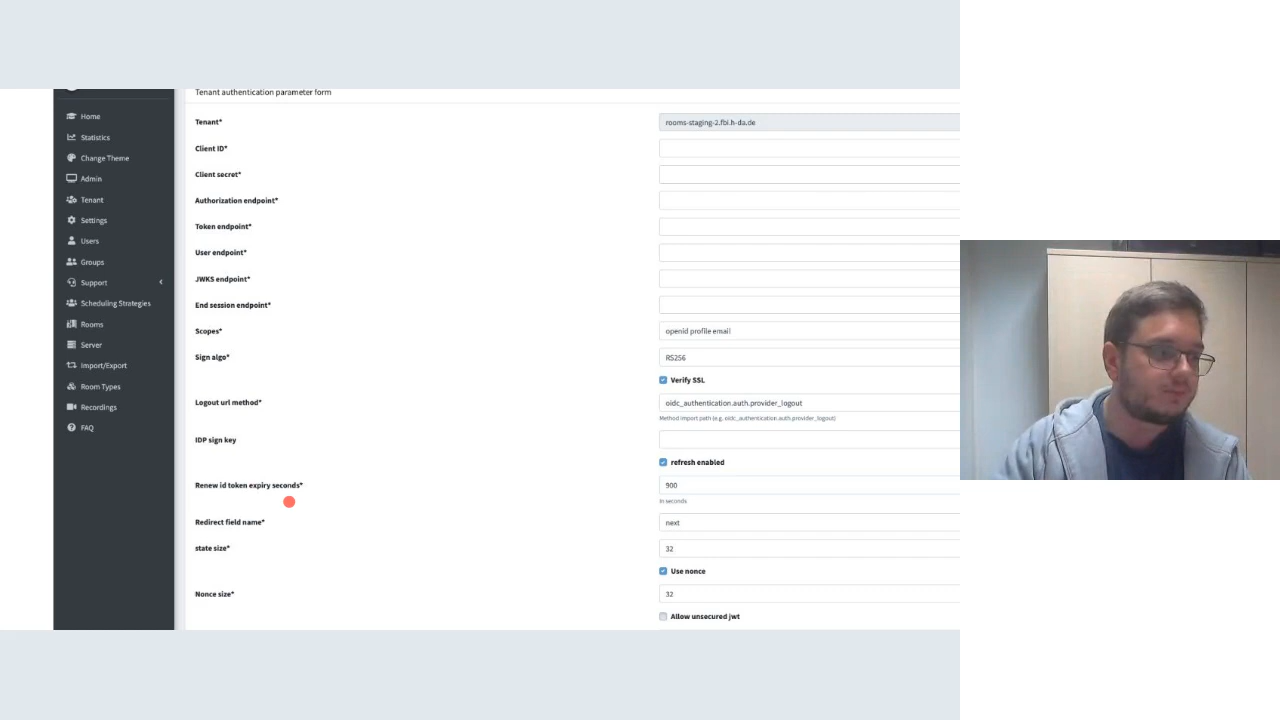 Tenant authentication parameter form
Home
Statistics
Change Theme
Admin
Tenant
Settings
Users
Groups
Support
Scheduling Strategies
Rooms
Server
Import/Export
Room Types
Recordings
FAQ
Tenant* rooms-staging-2.fbi.h-da.de
Client ID*
Client secret*
Authorization endpoint*
Token endpoint*
User endpoint*
JWKS endpoint*
End session endpoint*
Scopes* openid profile email
Sign algo* RS256
Verify SSL
Logout url method* oidc_authentication.auth.provider_logout
Method import path (e.g. oidc_authentication.auth.provider_logout)
IDP sign key
refresh enabled
Renew id token expiry seconds* 900
In seconds
Redirect field name* next
state size* 32
Use nonce
Nonce size* 32
Allow unsecured jwt